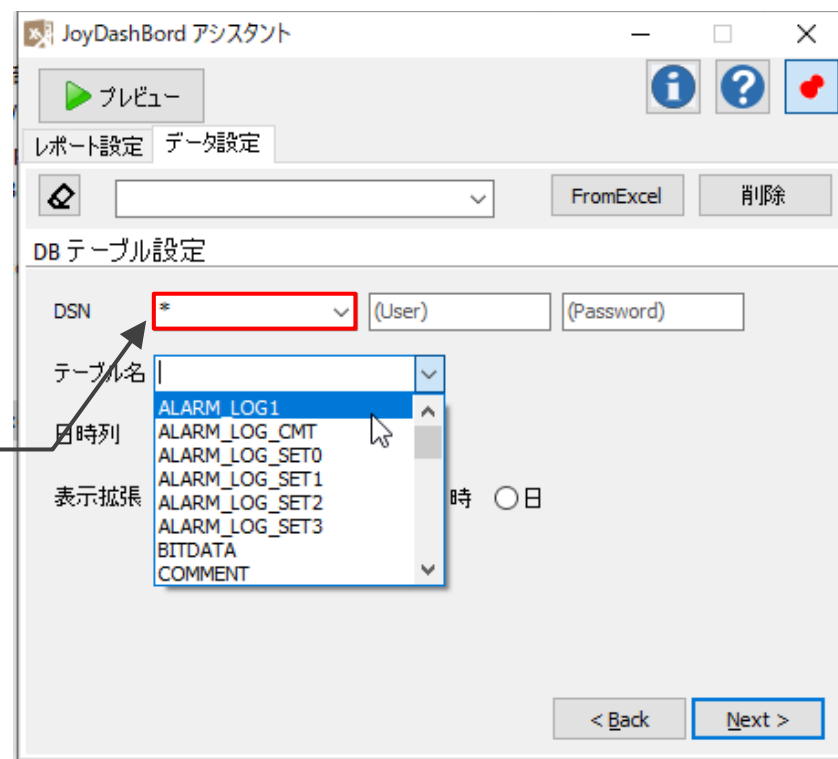 JoyDashBord アシスタント
プレビュー
レポート設定 データ設定
FromExcel 削除
DB テーブル設定
DSN * (User) (Password)
テーブル名
ALARM_LOG1
日時列 ALARM_LOG_CMT
ALARM_LOG_SET0
ALARM_LOG_SET1
表示拡張 ALARM_LOG_SET2 時 日
ALARM_LOG_SET3
BITDATA
COMMENT
< Back Next >